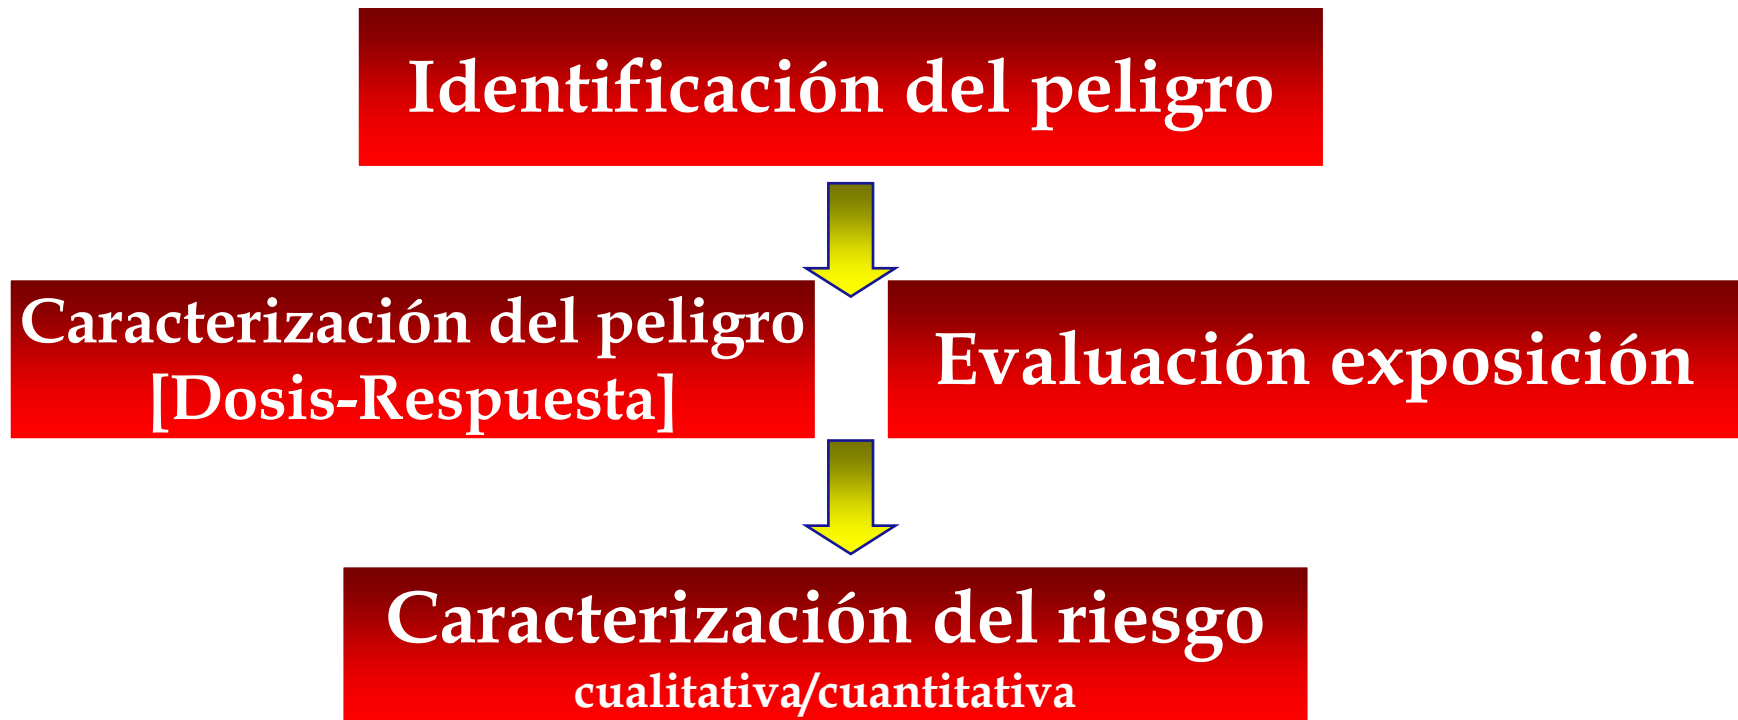 Identificación del peligro
Caracterización del peligro
[Dosis-Respuesta]
Evaluación exposición
Caracterización del riesgo
cualitativa/cuantitativa